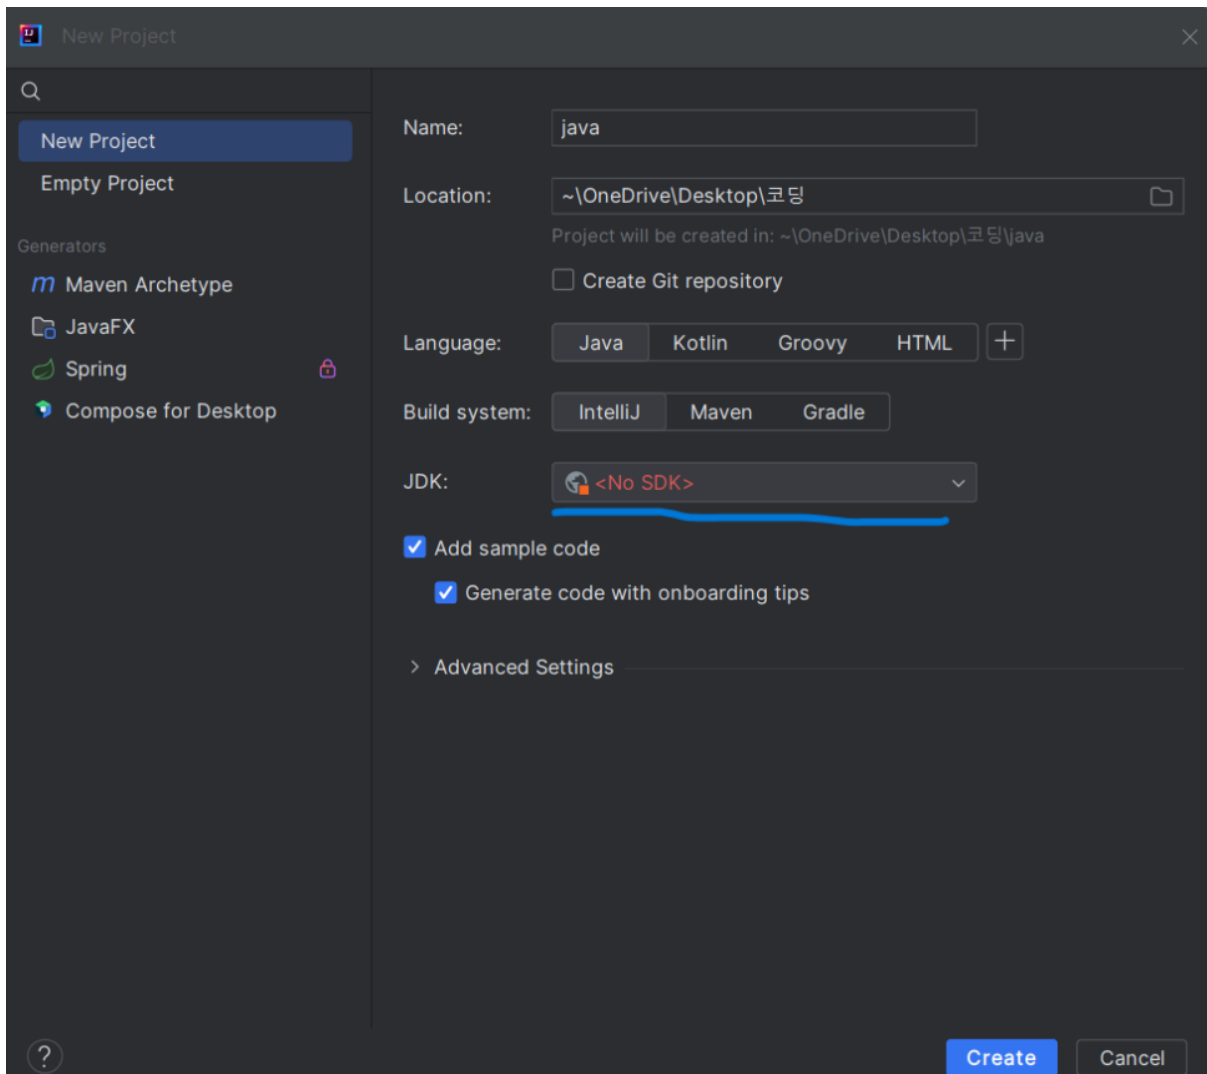 New Project
New Project
Empty Project
Generators
Maven Archetype
JavaFX
Spring
Compose for Desktop
Name: java
Location: ~\OneDrive\Desktop\코딩
Project will be created in: ~\OneDrive\Desktop\코딩\java
Create Git repository
Language: Java Kotlin Groovy HTML
Build system: IntelliJ Maven Gradle
JDK: <No SDK>
Add sample code
Generate code with onboarding tips
Advanced Settings
? Create Cancel